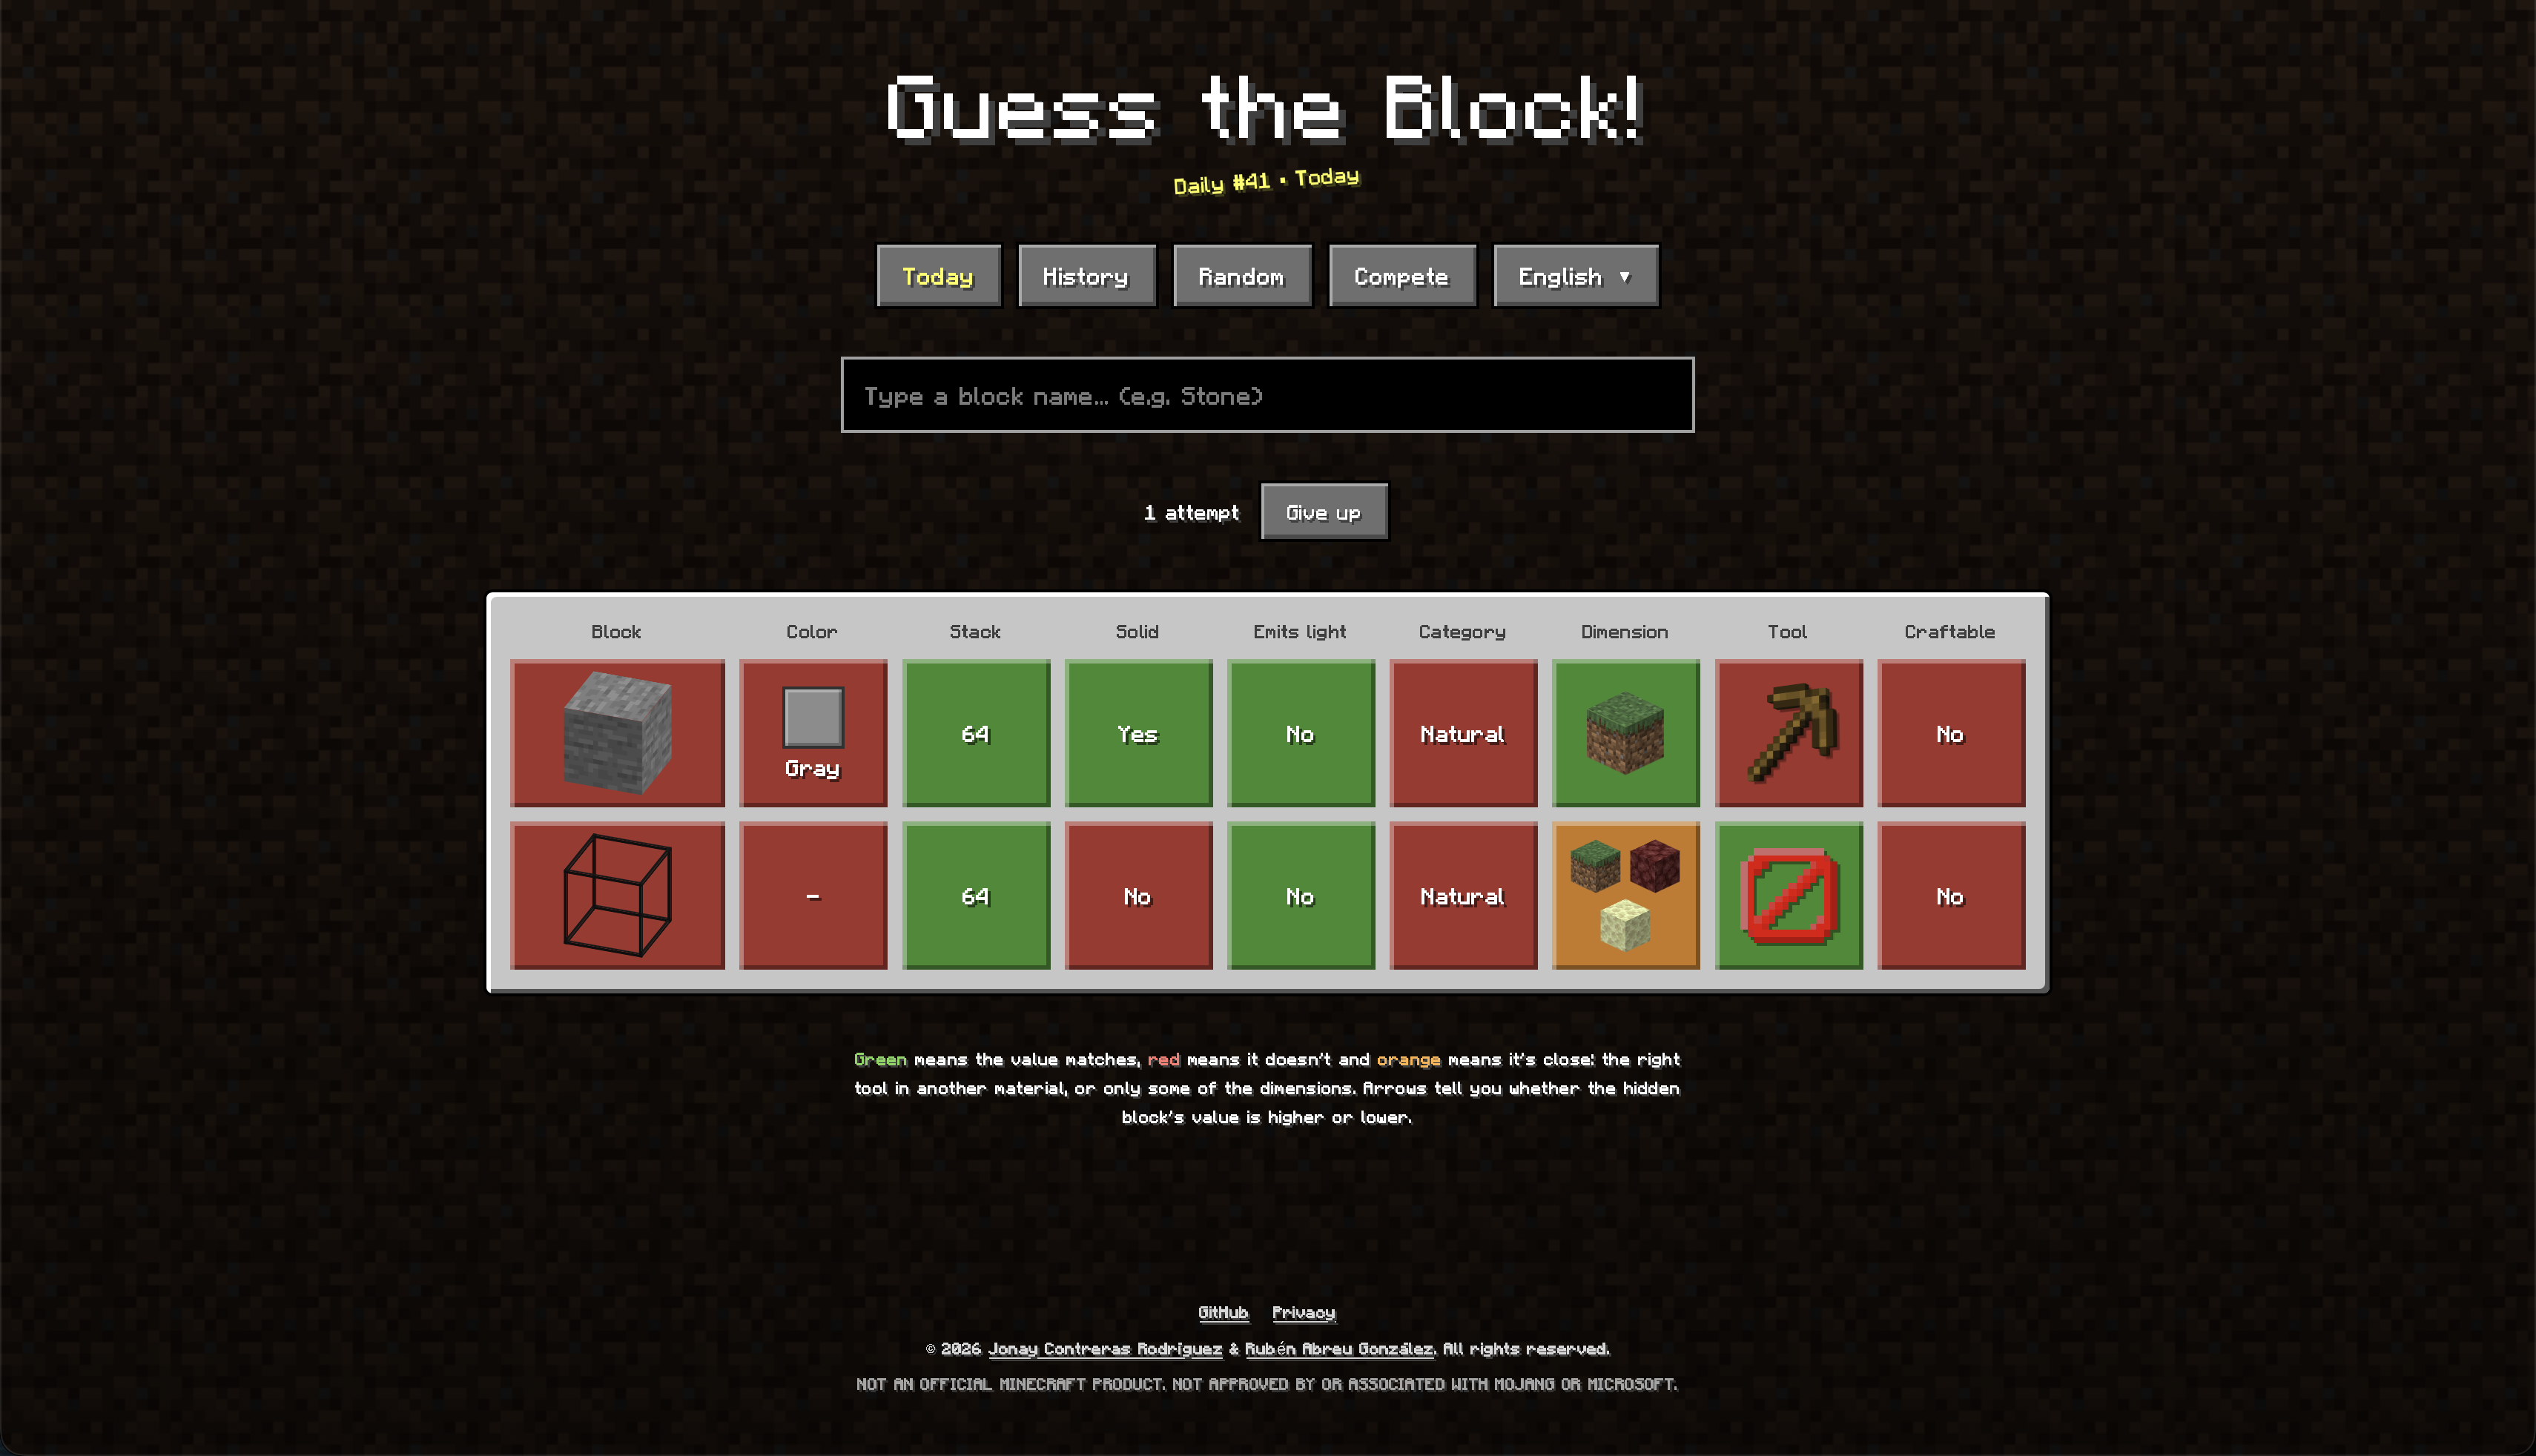 Guess the Block!
Daily #41 • Today
Today History Random Compete English ▼
Type a block name... (e.g. Stone)
1 attempt Give up
Block Color Stack Solid Emits light Category Dimension Tool Craftable
Gray 64 Yes No Natural No
- 64 No No Natural No
Green means the value matches, red means it doesn't and orange means it's close: the right
tool in another material, or only some of the dimensions. Arrows tell you whether the hidden
block's value is higher or lower.
GitHub Privacy
© 2026 Jonay Contreras Rodríguez & Rubén Abreu González. All rights reserved.
NOT AN OFFICIAL MINECRAFT PRODUCT. NOT APPROVED BY OR ASSOCIATED WITH MOJANG OR MICROSOFT.